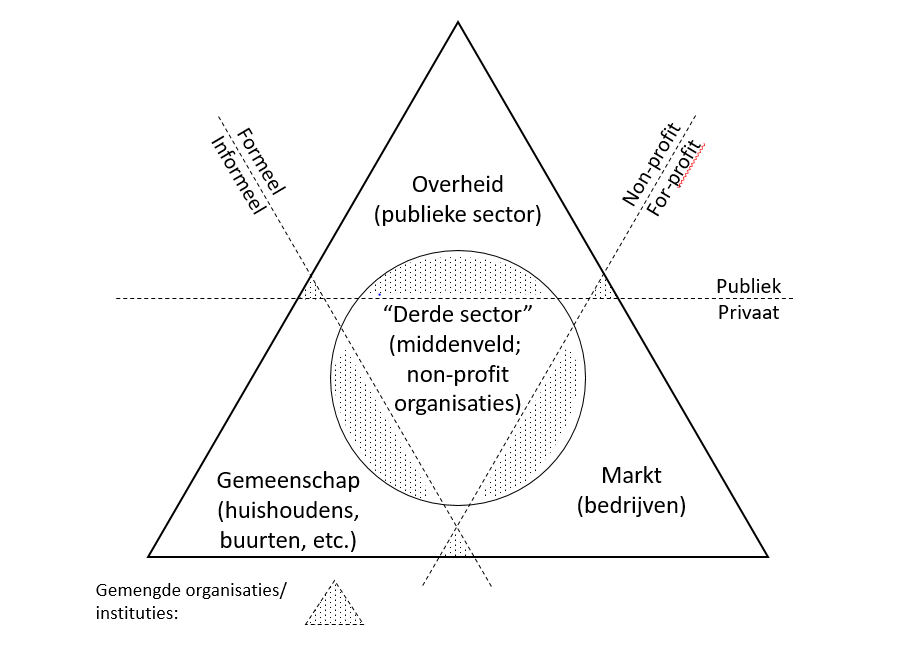 Formeel
Informeel
Non-profit
For-profit
Overheid
(publieke sector)
Publiek
Privaat
“Derde sector”
(middenveld;
non-profit
organisaties)
Gemeenschap
(huishoudens,
buurten, etc.)
Markt
(bedrijven)
Gemengde organisaties/
instituties: